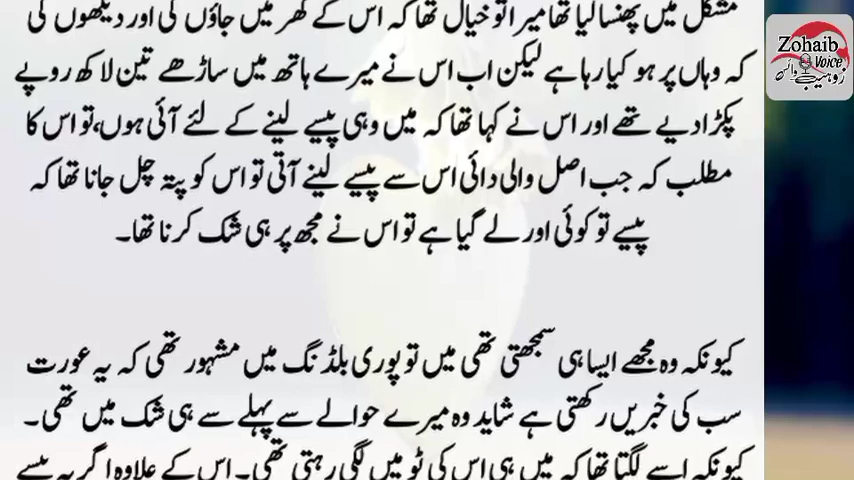 مشکل میں پھنسا لیا تھا میرا تو خیال تھا کہ اس کے گھر میں جاؤں گی اور دیکھوں گی
کہ وہاں پر ہو کیا رہا ہے لیکن اب اس نے میرے ہاتھ میں ساڑھے تین لاکھ روپے
پکڑا دیے تھے اور اس نے کہا تھا کہ میں وہی پیسے لینے کے لئے آئی ہوں، تو اس کا
مطلب کہ جب اصل والی دائی اس سے پیسے لینے آتی تو اس کو پتہ چل جانا تھا کہ
پیسے تو کوئی اور لے گیا ہے تو اس نے مجھ پر ہی شک کرنا تھا۔
کیونکہ وہ مجھے ایسا ہی سمجھتی تھی میں تو پوری بلڈنگ میں مشہور تھی کہ یہ عورت
سب کی خبریں رکھتی ہے شاید وہ میرے حوالے سے پہلے سے ہی شک میں تھی۔
کیونکہ اسے لگتا تھا کہ میں ہی اس کی ٹو میں لگی رہتی تھی۔ اس کے علاوہ اگر یہ پیسے
Zohaib
Voice
زوہیب وائس